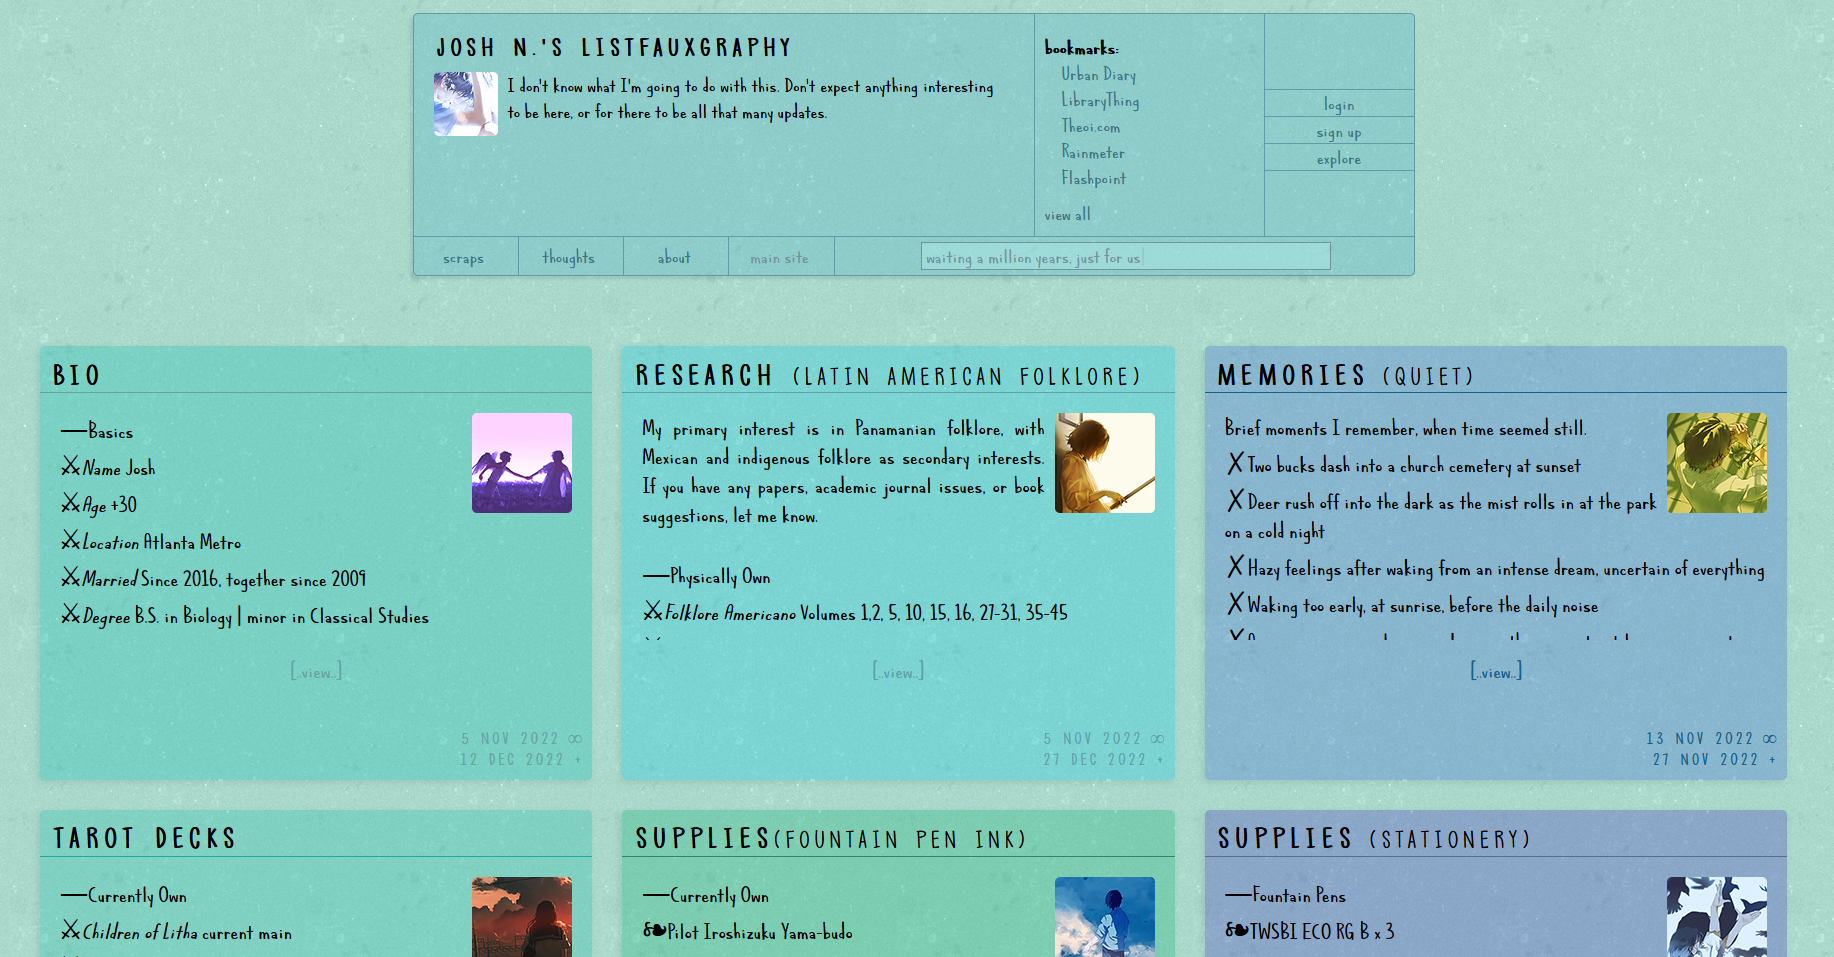 JOSH N.'S LISTFAUXGRAPHY
I don't know what I'm going to do with this. Don't expect anything interesting
to be here, or for there to be all that many updates.
bookmarks:
Urban Diary
LibraryThing
Theoi.com
Rainmeter
Flashpoint
view all
login
sign up
explore
scraps
thoughts
about
main site
waiting a million years, just for us
BIO
Basics
Name Josh
Age +30
Location Atlanta Metro
Married Since 2016, together since 2009
Degree B.S. in Biology | minor in Classical Studies
[..view..]
5 NOV 2022 ∞
12 DEC 2022 +
RESEARCH (LATIN AMERICAN FOLKLORE)
My primary interest is in Panamanian folklore, with
Mexican and indigenous folklore as secondary interests.
If you have any papers, academic journal issues, or book
suggestions, let me know.
Physically Own
Folklore Americano Volumes 1,2, 5, 10, 15, 16, 27-31, 35-45
[..view..]
5 NOV 2022 ∞
27 DEC 2022 +
MEMORIES (QUIET)
Brief moments I remember, when time seemed still.
Two bucks dash into a church cemetery at sunset
Deer rush off into the dark as the mist rolls in at the park
on a cold night
Hazy feelings after waking from an intense dream, uncertain of everything
Waking too early, at sunrise, before the daily noise
[..view..]
13 NOV 2022 ∞
27 NOV 2022 +
TAROT DECKS
Currently Own
Children of Litha current main
SUPPLIES(FOUNTAIN PEN INK)
Currently Own
Pilot Iroshizuku Yama-budo
SUPPLIES (STATIONERY)
Fountain Pens
TWSBI ECO RG B x 3